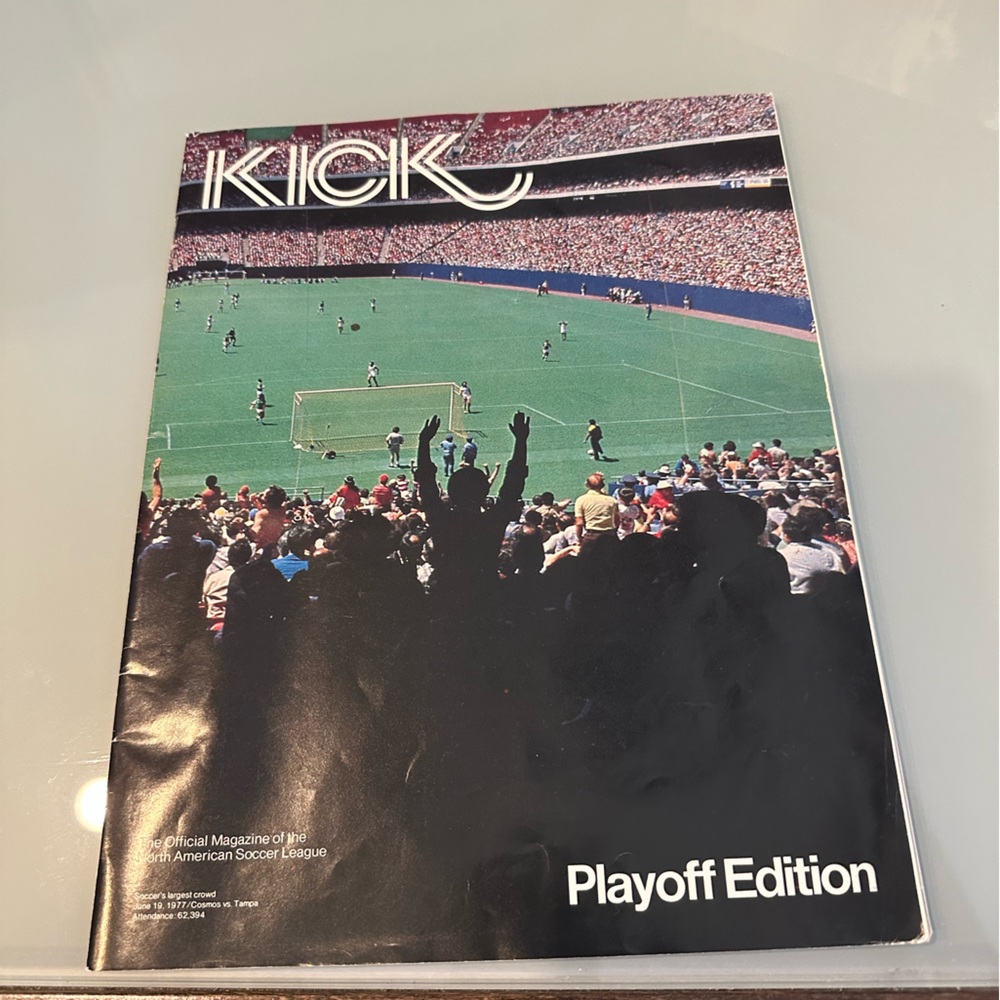 KICK
The Official Magazine of the
North American Soccer League
Soccer's largest crowd
June 19, 1977/Cosmos vs. Tampa
Attendance: 62,394
Playoff Edition